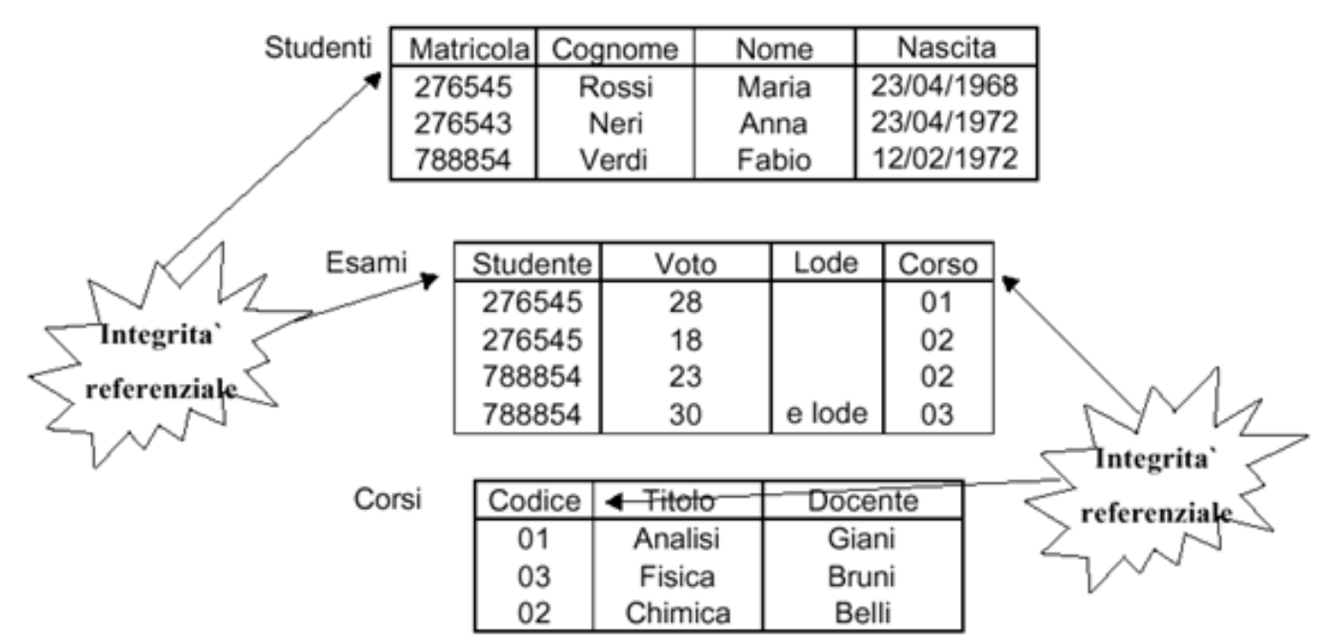 Studenti Matricola Cognome Nome Nascita
276545 Rossi Maria 23/04/1968
276543 Neri Anna 23/04/1972
788854 Verdi Fabio 12/02/1972
Esami Studente Voto Lode Corso
276545 28 01
276545 18 02
788854 23 02
788854 30 e lode 03
Integrita`
referenziale
Integrita`
referenziale
Corsi Codice Titolo Docente
01 Analisi Giani
03 Fisica Bruni
02 Chimica Belli